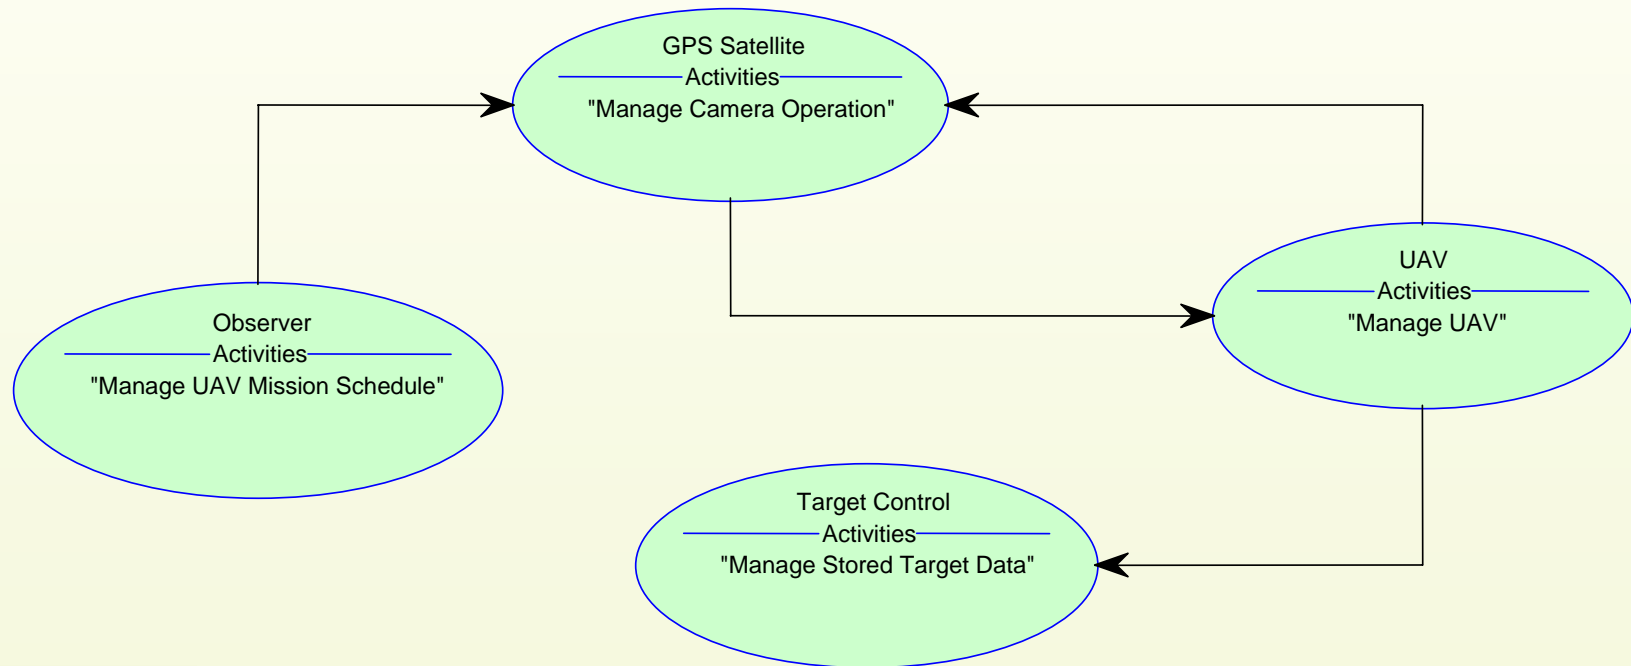 GPS Satellite
Activities
"Manage Camera Operation"
UAV
Activities
"Manage UAV"
Observer
Activities
"Manage UAV Mission Schedule"
Target Control
Activities
"Manage Stored Target Data"